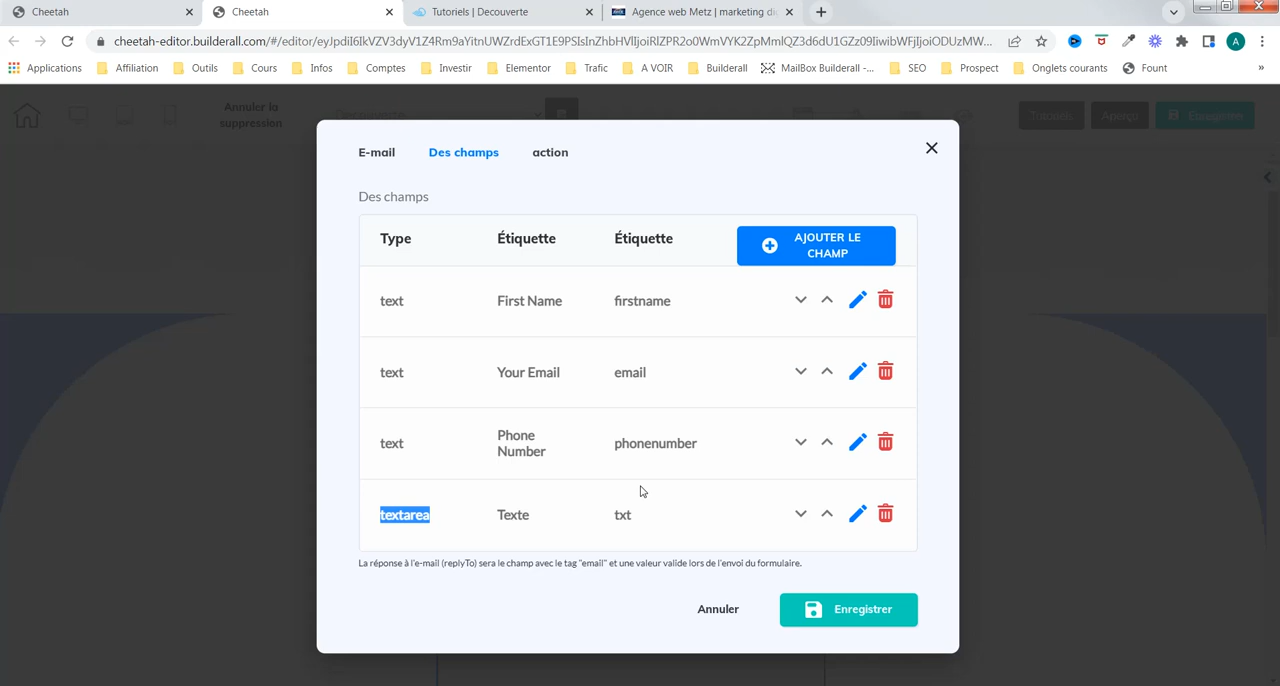 Cheetah
Cheetah
Tutoriels | Decouverte
Agence web Metz | marketing di
cheetah-editor.builderall.com/#/editor/eyJpdiI6IkVZV3dyV1Z4Rm9aYitnUWZrdExGT1E9PSIsInZhbHVlIjoiRlZPR2o0WmVYK2ZpMmlQZ3d6dU1GZz09IiwibWFjIjoiODUzMW...
Applications
Affiliation
Outils
Cours
Infos
Comptes
Investir
Elementor
Trafic
A VOIR
Builderall
MailBox Builderall -...
SEO
Prospect
Onglets courants
Fount
»
A
Annuler la
suppression
Tutoriels
Aperçu
Enregistrer
E-mail
Des champs
action
Des champs
Type
Étiquette
Étiquette
AJOUTER LE
CHAMP
text
First Name
firstname
text
Your Email
email
text
Phone
Number
phonenumber
textarea
Texte
txt
La réponse à l'e-mail (replyTo) sera le champ avec le tag "email" et une valeur valide lors de l'envoi du formulaire.
Annuler
Enregistrer